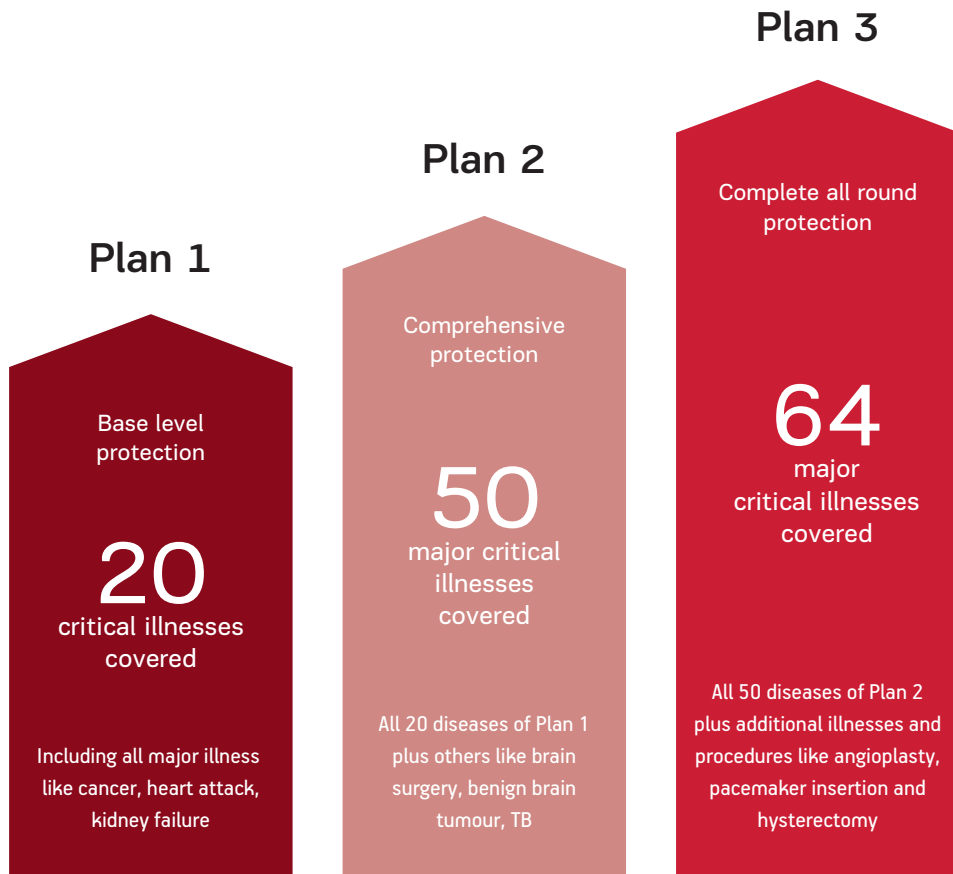 Plan 1
Base level
protection
20
critical illnesses
covered
Including all major illness
like cancer, heart attack,
kidney failure
Plan 2
Comprehensive
protection
50
major critical
illnesses
covered
All 20 diseases of Plan 1
plus others like brain
surgery, benign brain
tumour, TB
Plan 3
Complete all round
protection
64
major
critical illnesses
covered
All 50 diseases of Plan 2
plus additional illnesses and
procedures like angioplasty,
pacemaker insertion and
hysterectomy